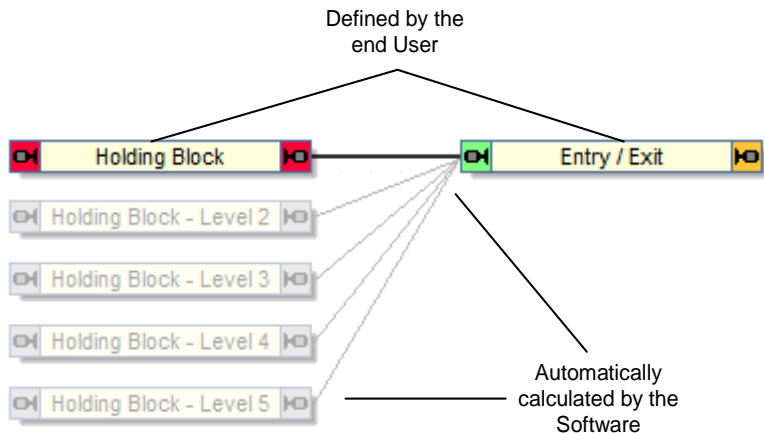 Defined by the
end User
Holding Block
Entry / Exit
Holding Block - Level 2
Holding Block - Level 3
Holding Block - Level 4
Holding Block - Level 5
Automatically
calculated by the
Software